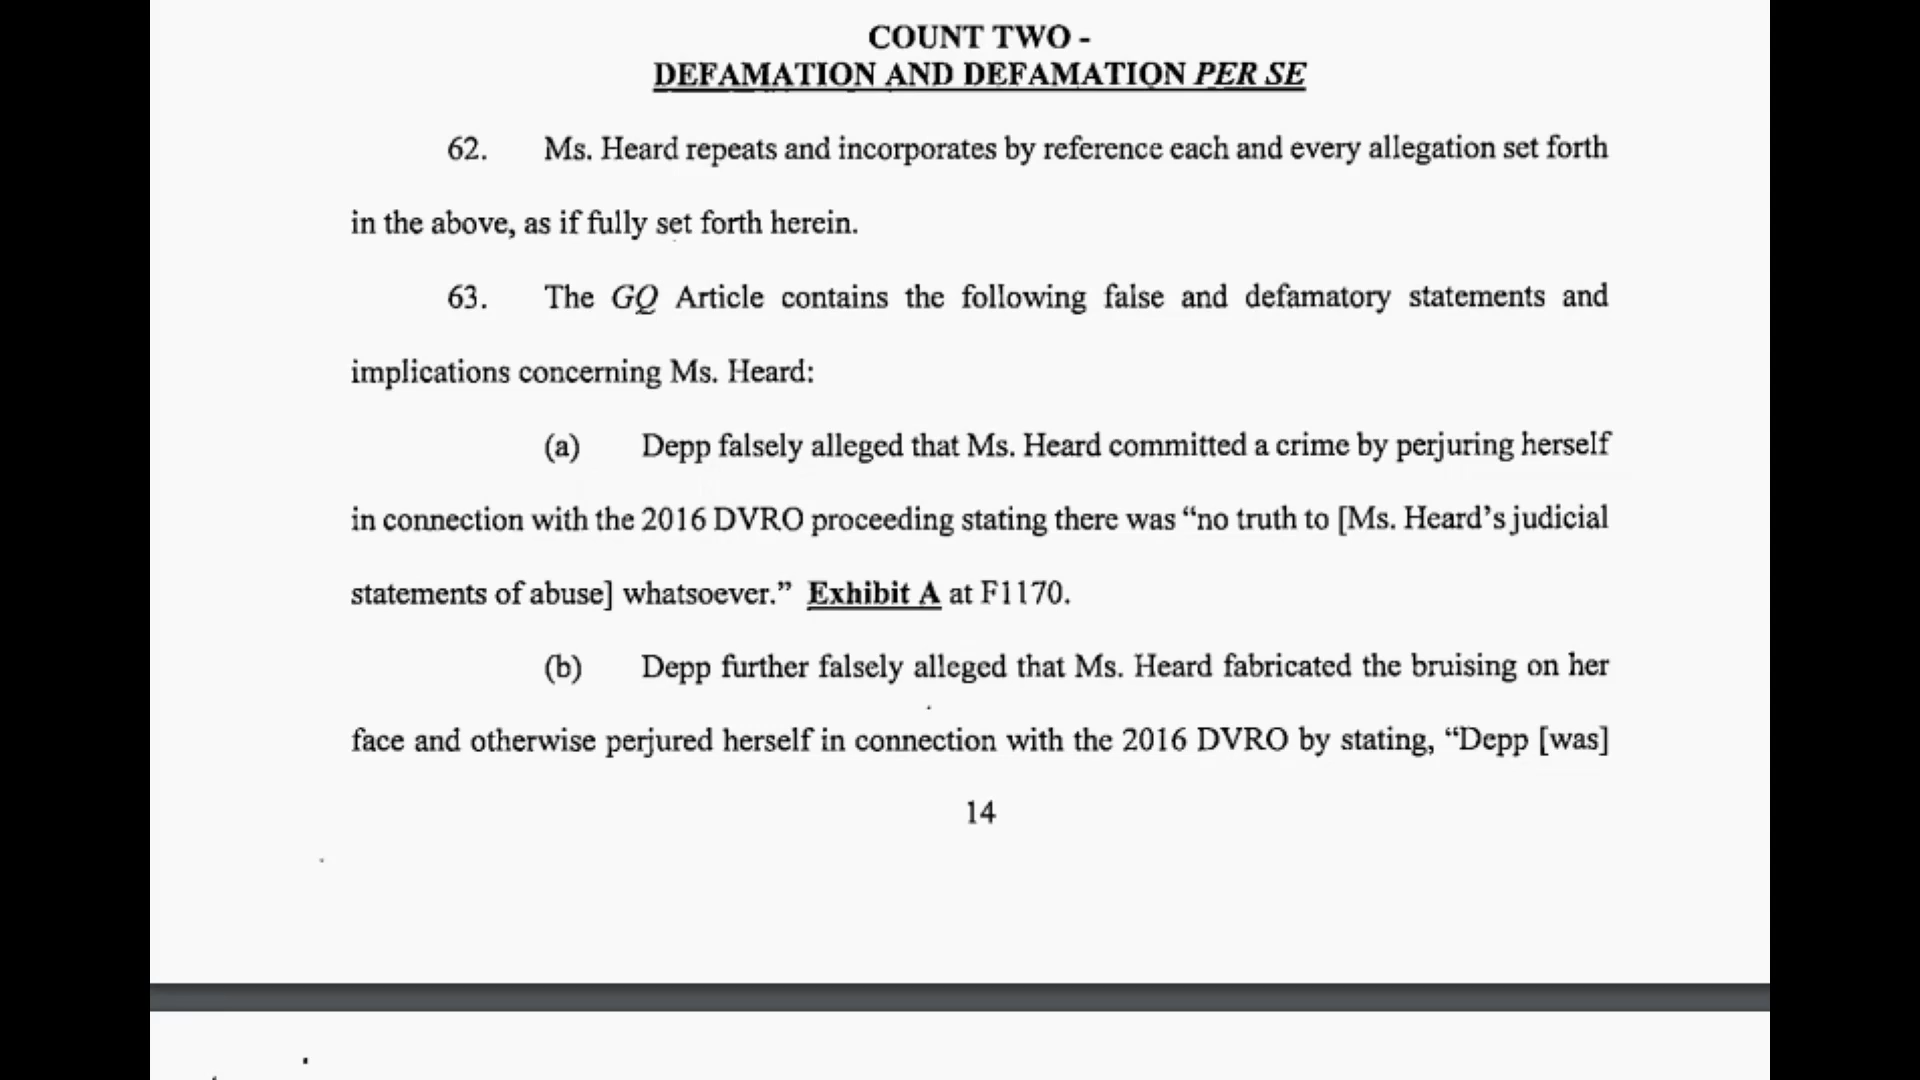 COUNT TWO -
DEFAMATION AND DEFAMATION PER SE
62. Ms. Heard repeats and incorporates by reference each and every allegation set forth
in the above, as if fully set forth herein.
63. The GQ Article contains the following false and defamatory statements and
implications concerning Ms. Heard:
(a) Depp falsely alleged that Ms. Heard committed a crime by perjuring herself
in connection with the 2016 DVRO proceeding stating there was “no truth to [Ms. Heard’s judicial
statements of abuse] whatsoever.” Exhibit A at F1170.
(b) Depp further falsely alleged that Ms. Heard fabricated the bruising on her
face and otherwise perjured herself in connection with the 2016 DVRO by stating, “Depp [was]
14